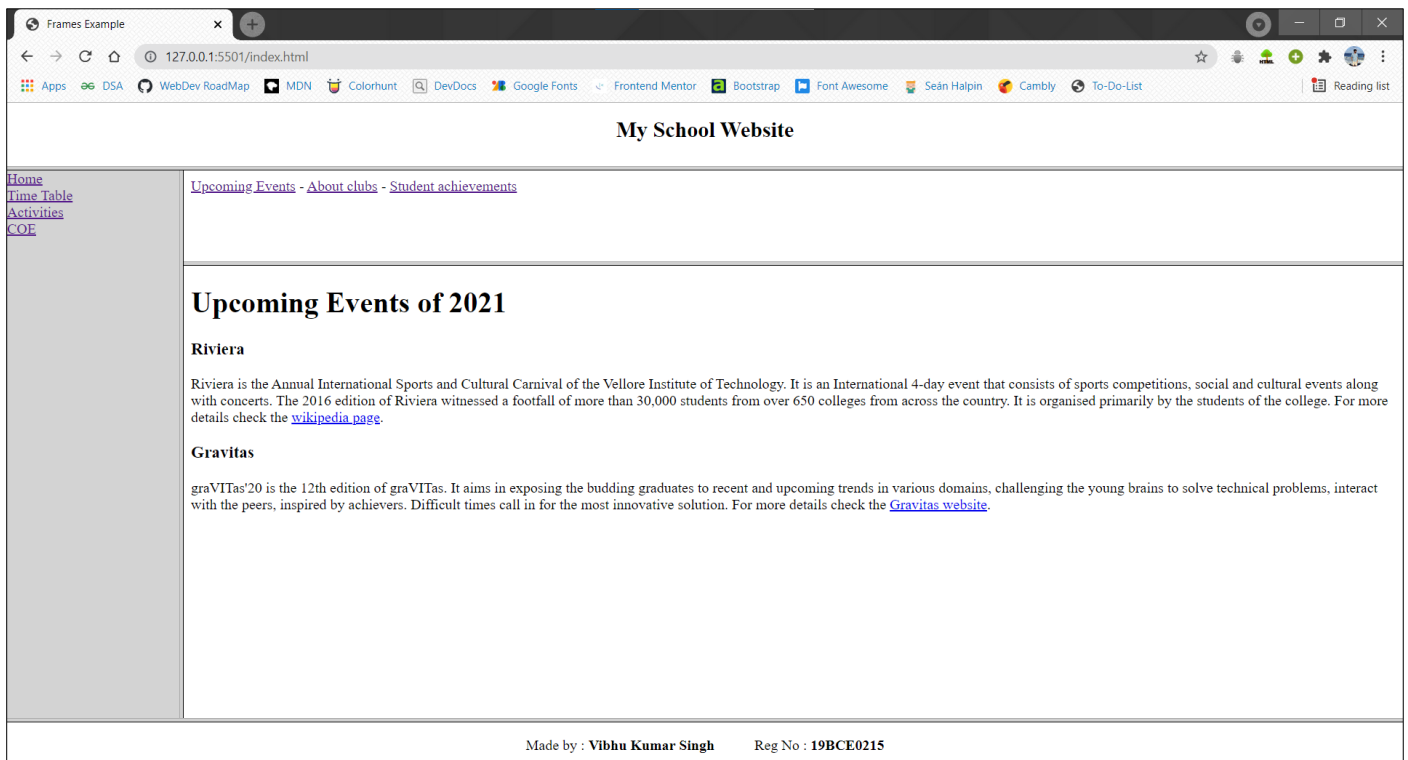 Frames Example
127.0.0.1:5501/index.html
Apps DSA WebDev RoadMap MDN Colorhunt DevDocs Google Fonts Frontend Mentor Bootstrap Font Awesome Seán Halpin Cambly To-Do-List Reading list
My School Website
Home
Time Table
Activities
COE
Upcoming Events - About clubs - Student achievements
Upcoming Events of 2021
Riviera
Riviera is the Annual International Sports and Cultural Carnival of the Vellore Institute of Technology. It is an International 4-day event that consists of sports competitions, social and cultural events along
with concerts. The 2016 edition of Riviera witnessed a footfall of more than 30,000 students from over 650 colleges from across the country. It is organised primarily by the students of the college. For more
details check the wikipedia page.
Gravitas
graVITas'20 is the 12th edition of graVITas. It aims in exposing the budding graduates to recent and upcoming trends in various domains, challenging the young brains to solve technical problems, interact
with the peers, inspired by achievers. Difficult times call in for the most innovative solution. For more details check the Gravitas website.
Made by : Vibhu Kumar Singh Reg No : 19BCE0215